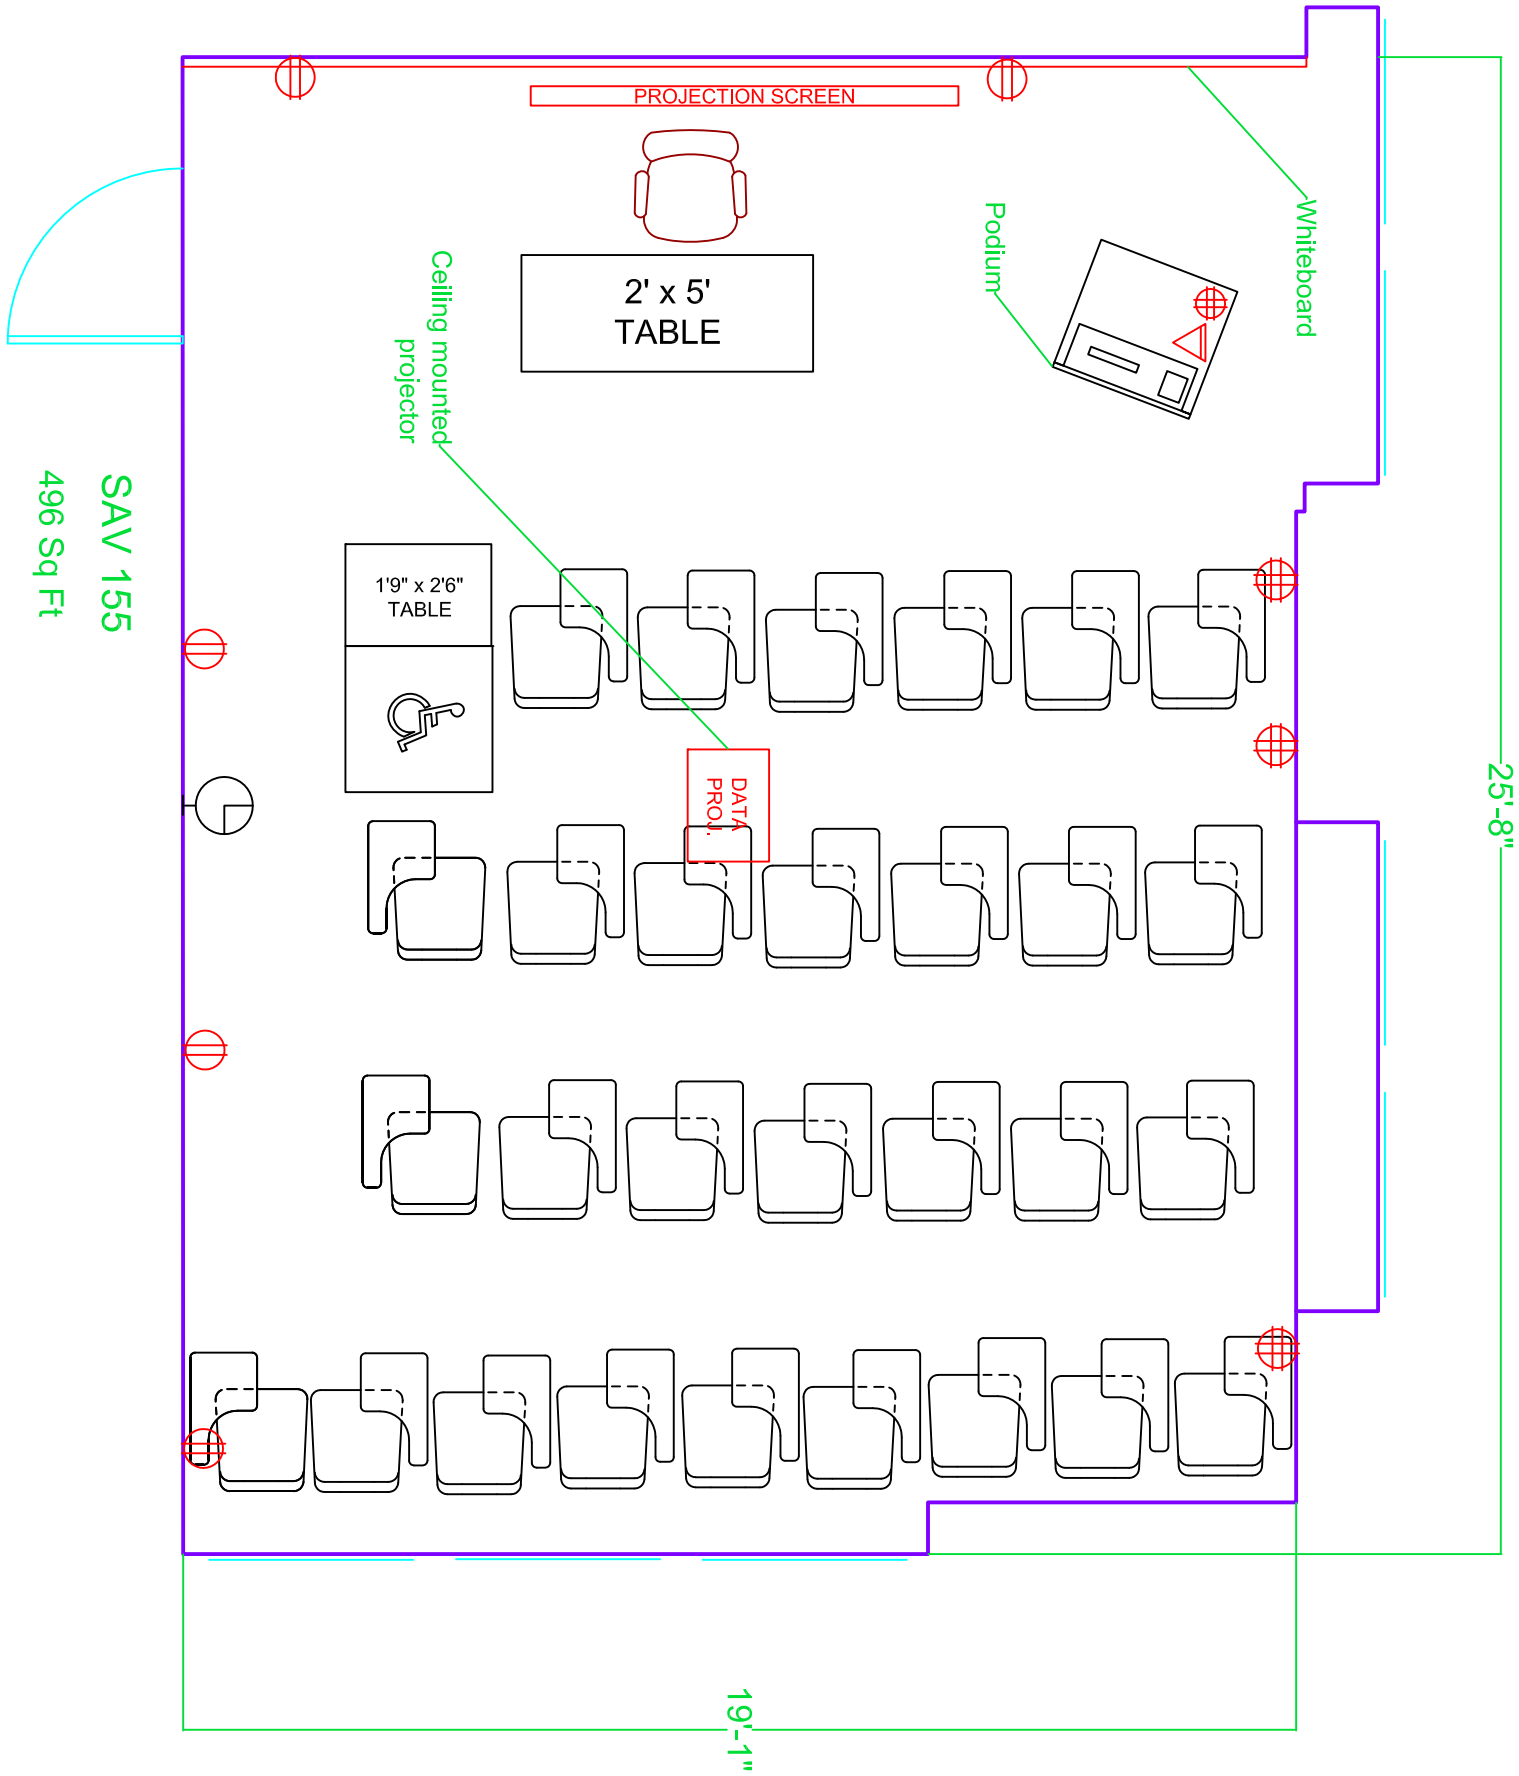 PROJECTION SCREEN
2' x 5'
TABLE
Whiteboard
Podium
Ceiling mounted
projector
SAV 155
496 Sq Ft
1'9" x 2'6"
TABLE
DATA
PROJ.
25'-8"
19'-1"